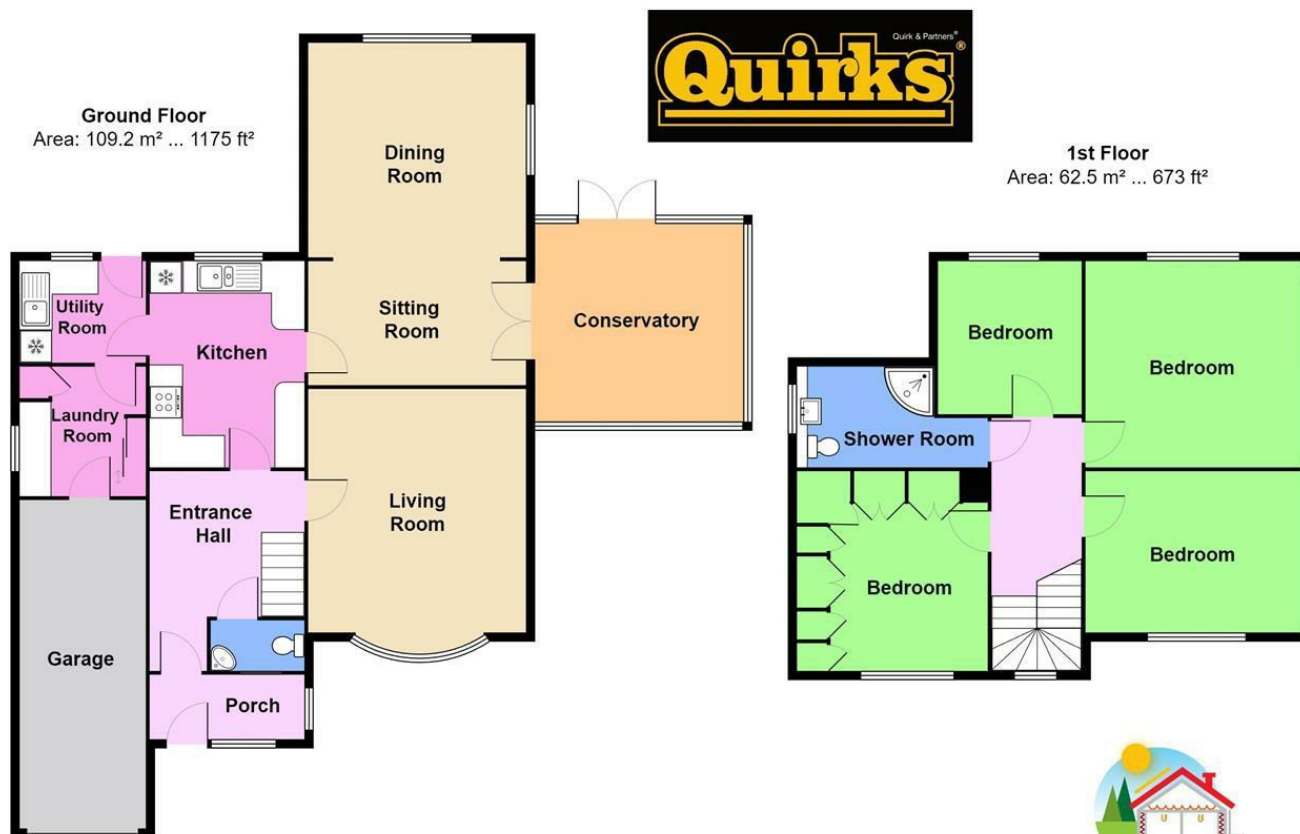 Quirk & Partners®
Quirks®
Ground Floor
Area: 109.2 m² ... 1175 ft²
1st Floor
Area: 62.5 m² ... 673 ft²
Dining
Room
Utility
Room
Sitting
Room
Conservatory
Kitchen
Laundry
Room
Entrance
Hall
Living
Room
Garage
Porch
Bedroom
Bedroom
Shower Room
Bedroom
Bedroom